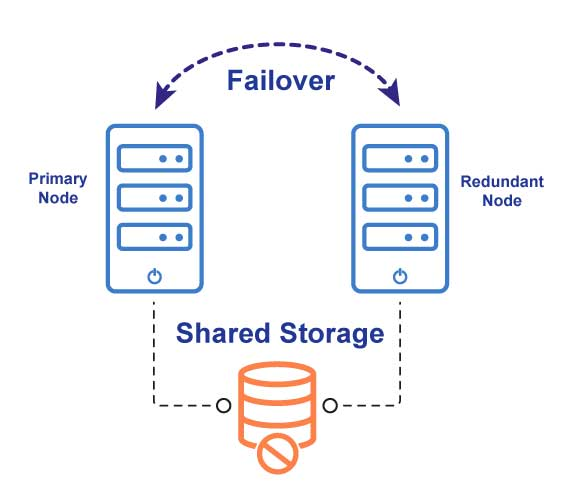 Failover
Primary
Node
Redundant
Node
Shared Storage